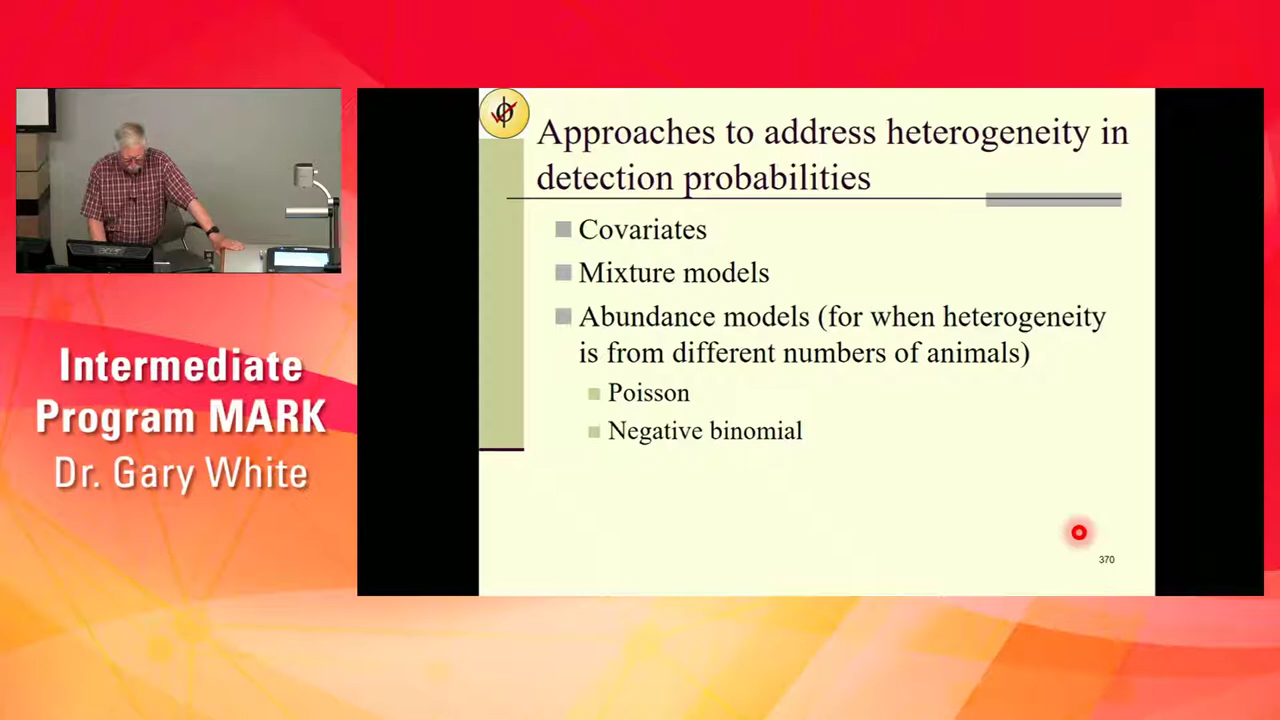 Approaches to address heterogeneity in
detection probabilities
Covariates
Mixture models
Abundance models (for when heterogeneity
is from different numbers of animals)
Poisson
Negative binomial
370
Intermediate
Program MARK
Dr. Gary White